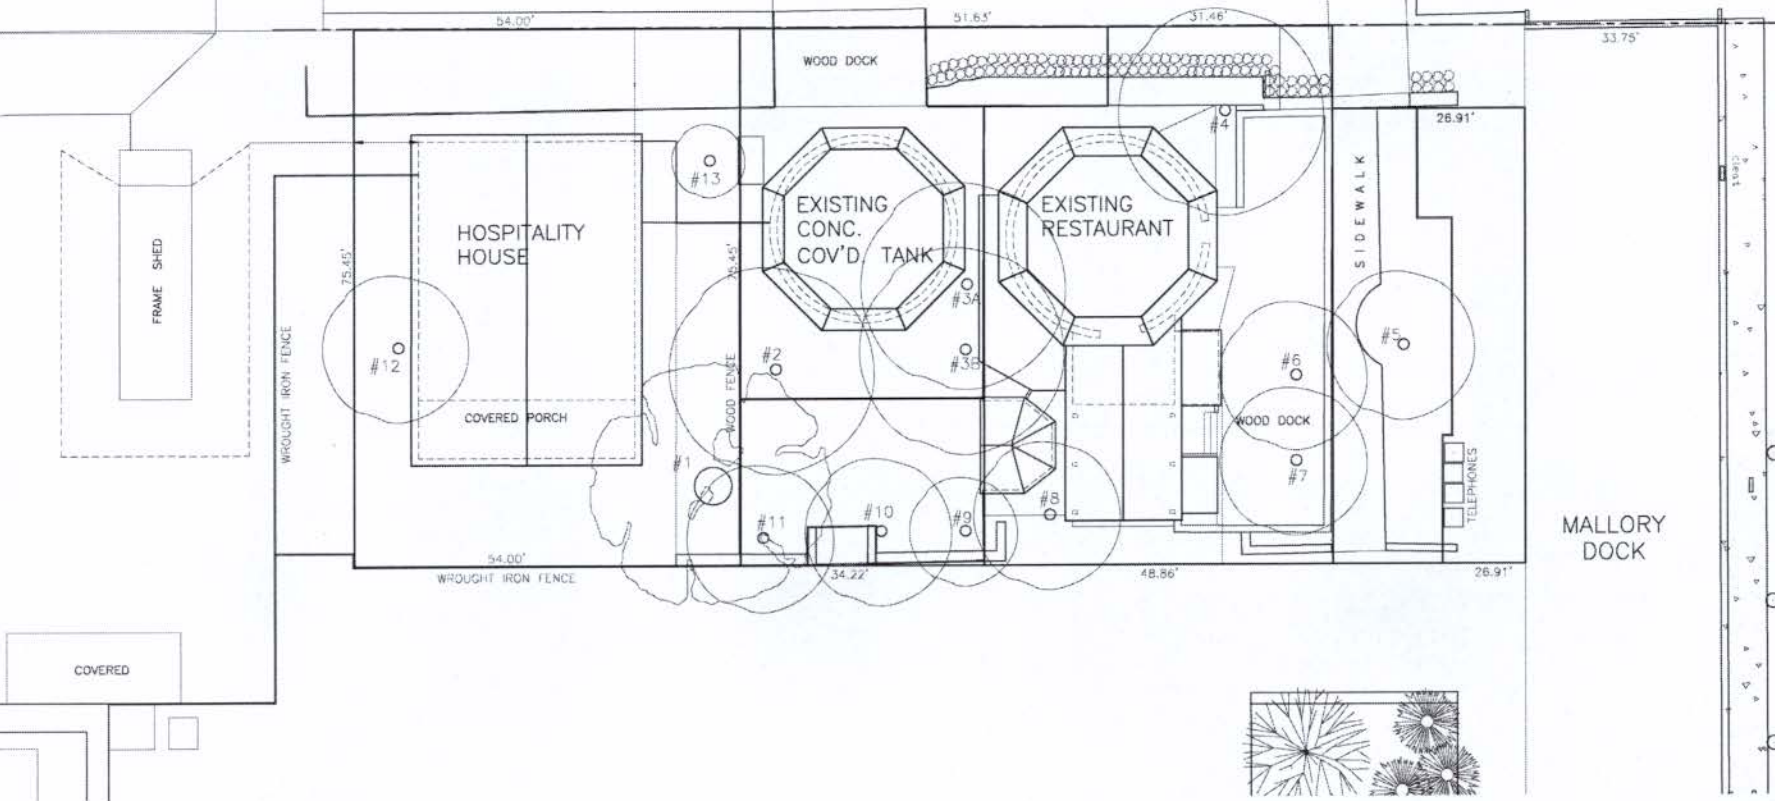 54.00'
51.63'
31.46'
33.75'
WOOD DOCK
26.91'
#4
#13
SIDEWALK
EXISTING
CONC.
COV'D. TANK
EXISTING
RESTAURANT
HOSPITALITY
HOUSE
FRAME SHED
75.45'
75.45'
WROUGHT IRON FENCE
#12
#2
#3A
#3B
#5
#6
WOOD FENCE
COVERED PORCH
WOOD DOCK
#1
#7
TELEPHONES
#11
#10
#9
#8
MALLORY
DOCK
54.00'
WROUGHT IRON FENCE
34.22'
48.86'
26.91'
COVERED